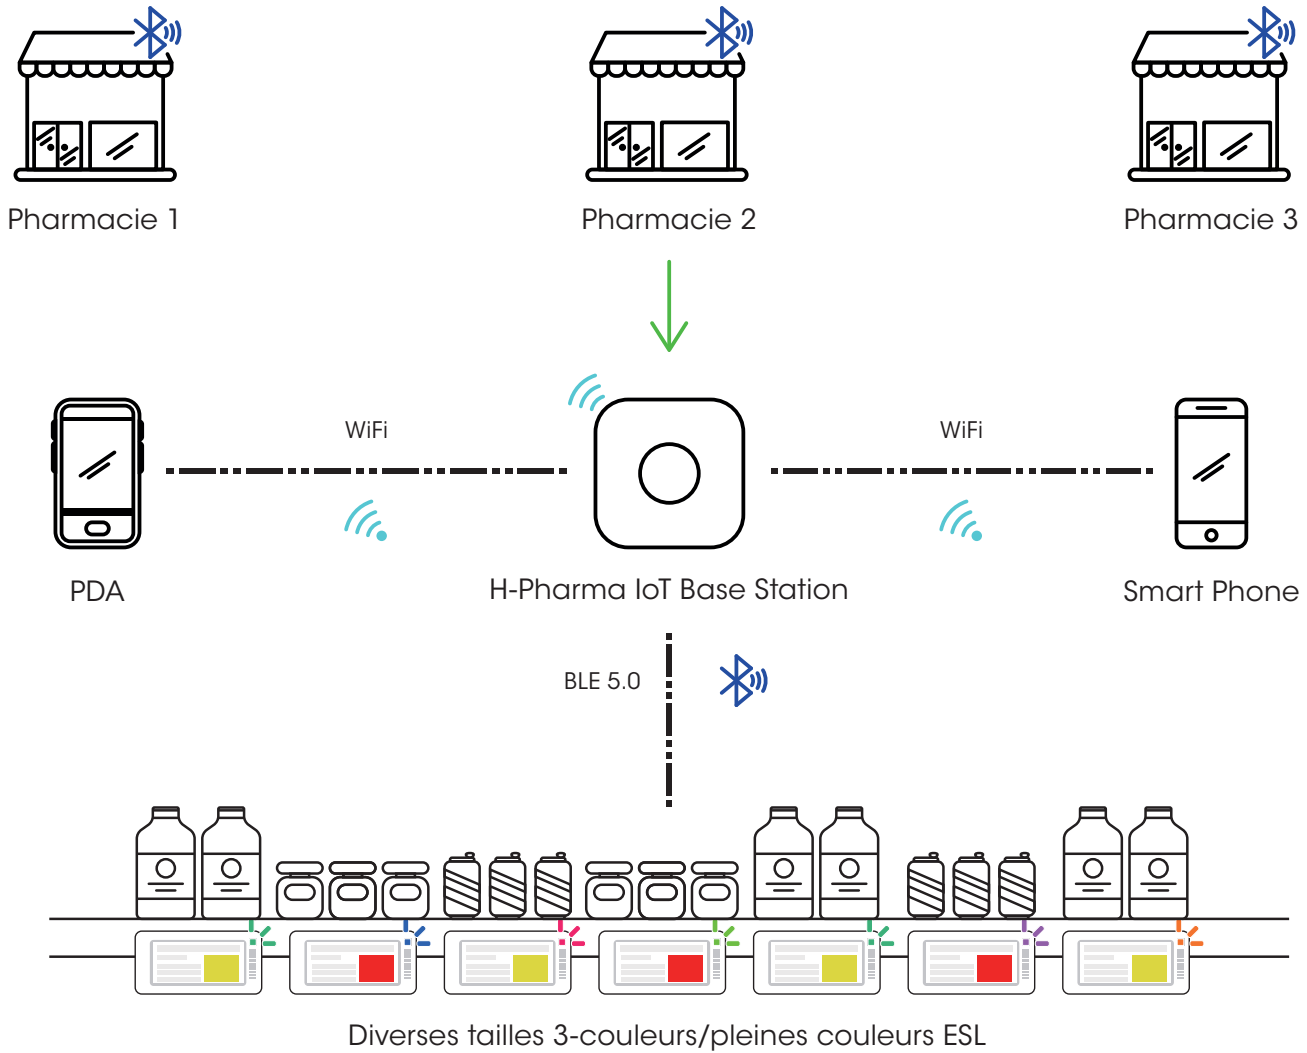 Pharmacie 1
Pharmacie 2
Pharmacie 3
WiFi
WiFi
PDA
H-Pharma IoT Base Station
Smart Phone
BLE 5.0
Diverses tailles 3-couleurs/pleines couleurs ESL